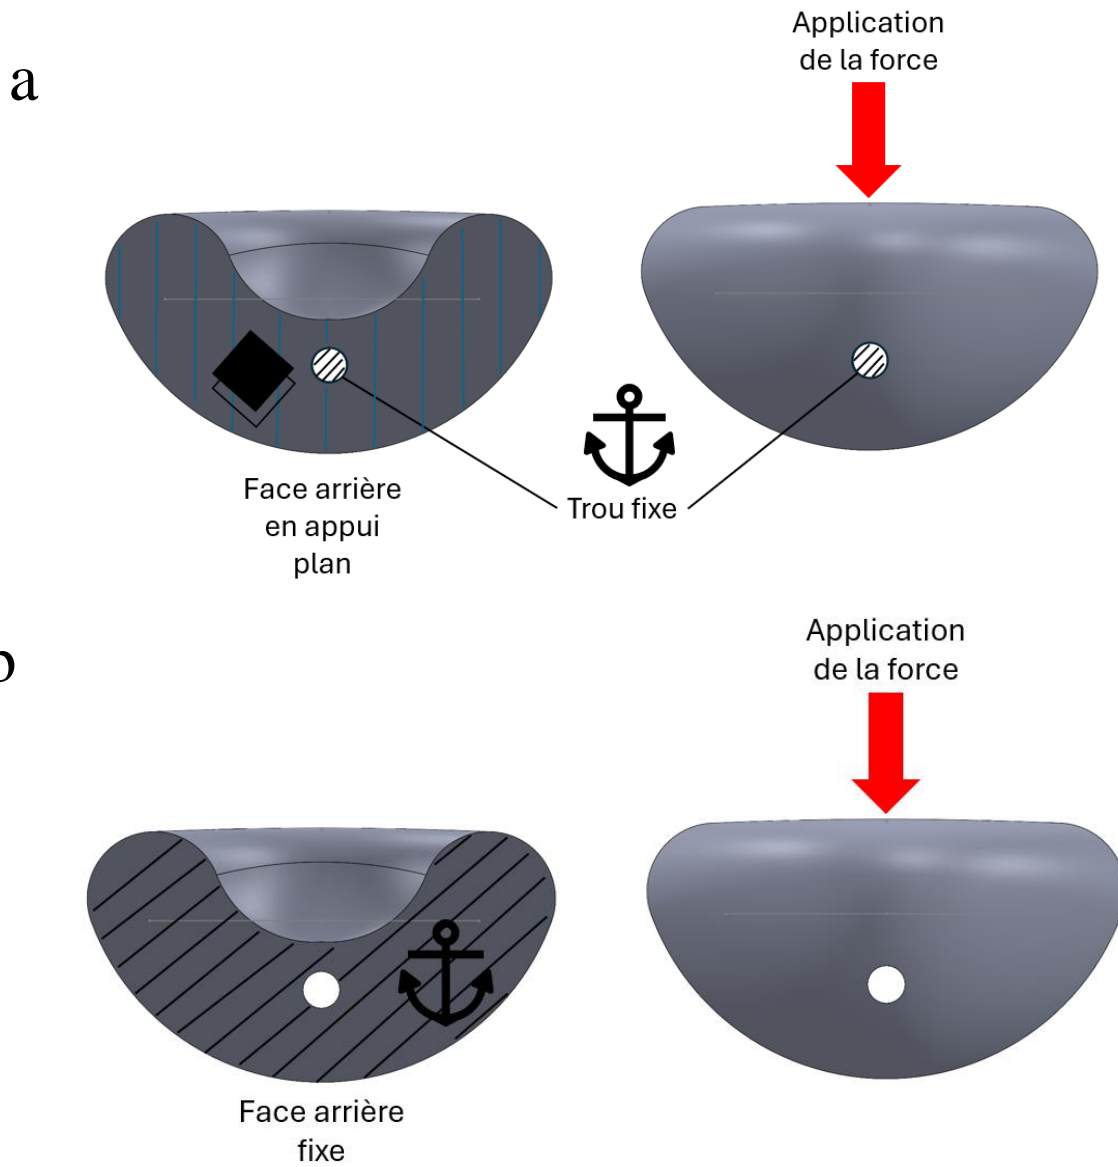 a
Application
de la force
Face arrière
en appui
plan
Trou fixe
b
Application
de la force
Face arrière
fixe